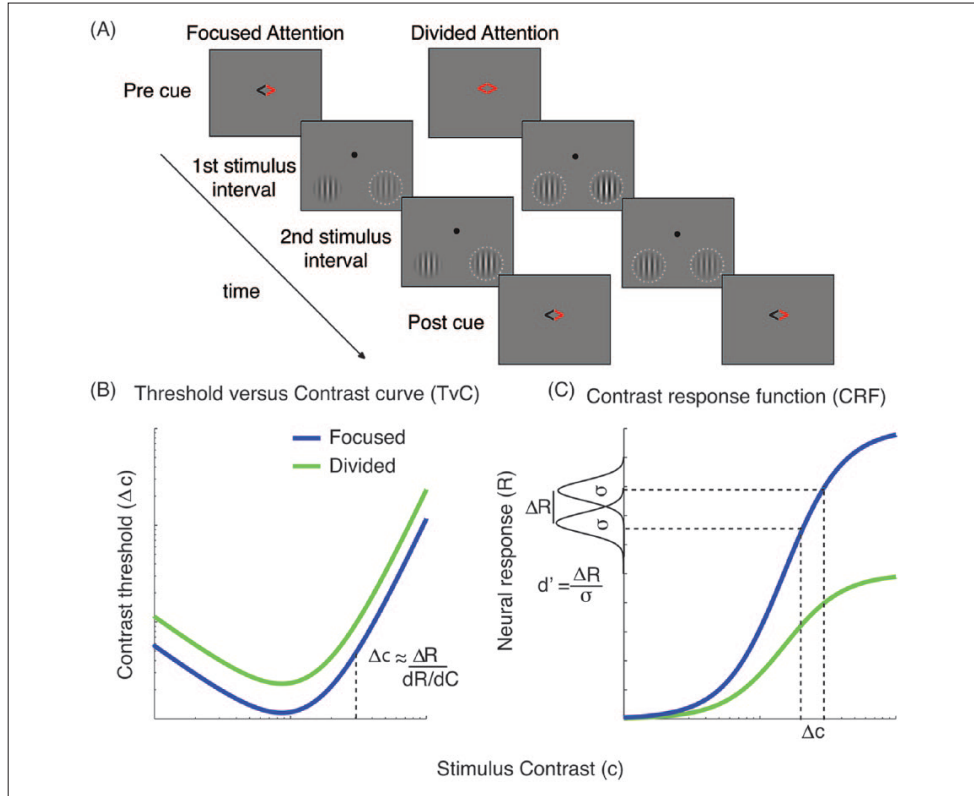 (A)
Focused Attention
Divided Attention
Pre cue
<>
<>
1st stimulus
interval
2nd stimulus
interval
time
Post cue
<>
<>
(B)
Threshold versus Contrast curve (TvC)
Focused
Divided
Contrast threshold (Δc)
Δc ≈ ΔR
dR/dC
(C)
Contrast response function (CRF)
Neural response (R)
σ
ΔR
σ
d' = ΔR
σ
Δc
Stimulus Contrast (c)